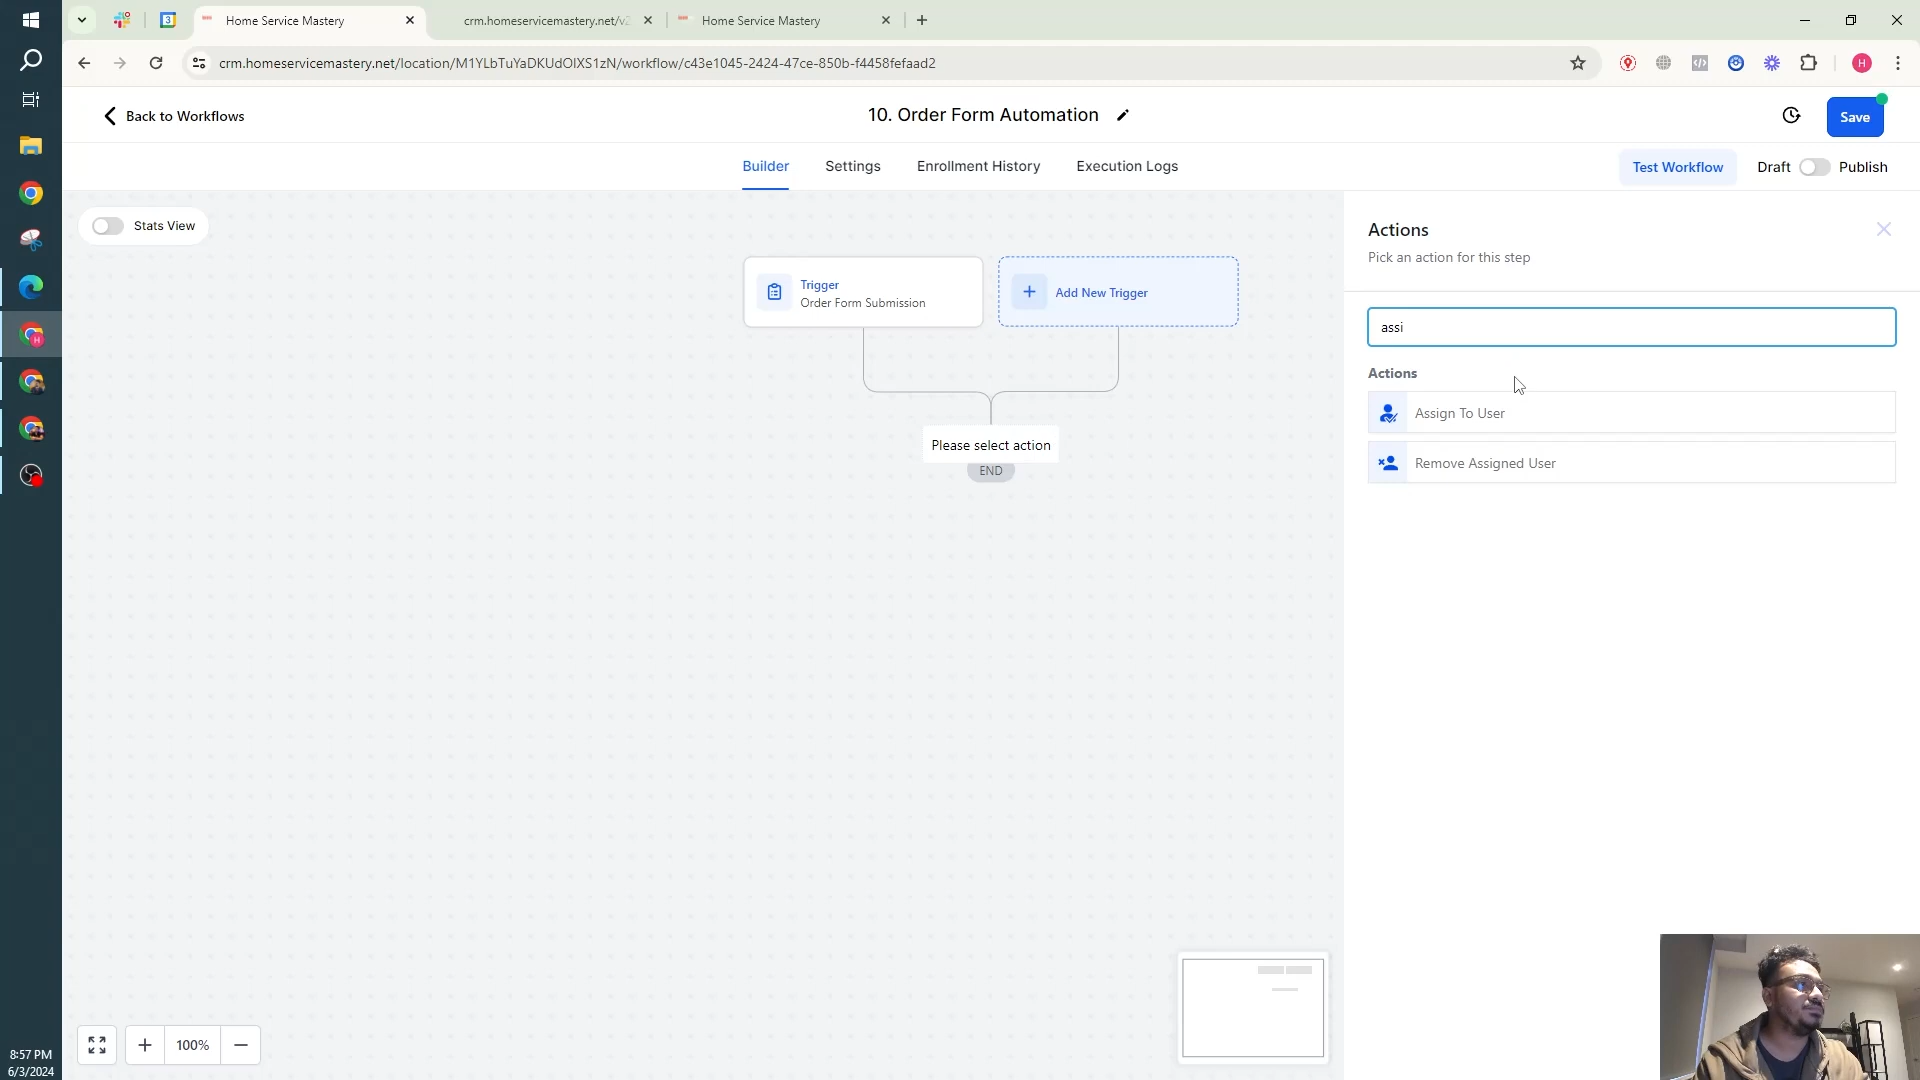 Home Service Mastery
crm.homeservicemastery.net/v2
Home Service Mastery
crm.homeservicemastery.net/location/M1YLbTuYaDKUdOlXS1zN/workflow/c43e1045-2424-47ce-850b-f4458fefaad2
H
Back to Workflows
10. Order Form Automation
Save
Builder
Settings
Enrollment History
Execution Logs
Test Workflow
Draft
Publish
Stats View
Trigger
Order Form Submission
Add New Trigger
Please select action
END
Actions
Pick an action for this step
assi
Actions
Assign To User
Remove Assigned User
100%
8:57 PM
6/3/2024